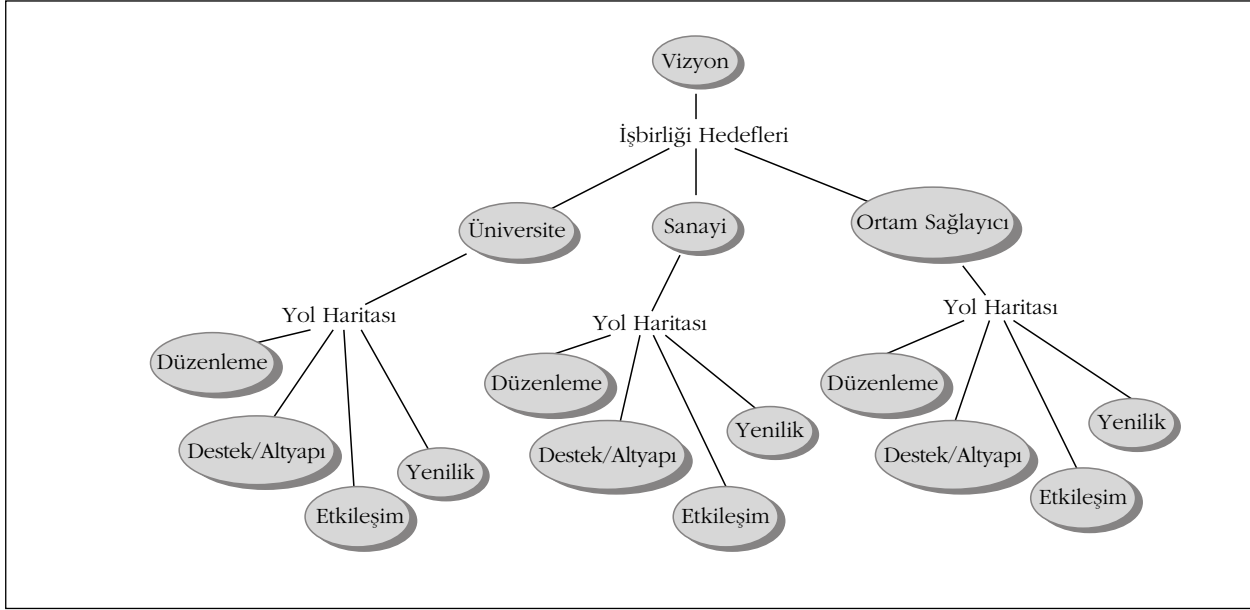 Vizyon
İşbirliği Hedefleri
Üniversite
Sanayi
Ortam Sağlayıcı
Yol Haritası
Düzenleme
Destek/Altyapı
Etkileşim
Yenilik
Yol Haritası
Düzenleme
Destek/Altyapı
Etkileşim
Yenilik
Yol Haritası
Düzenleme
Destek/Altyapı
Etkileşim
Yenilik